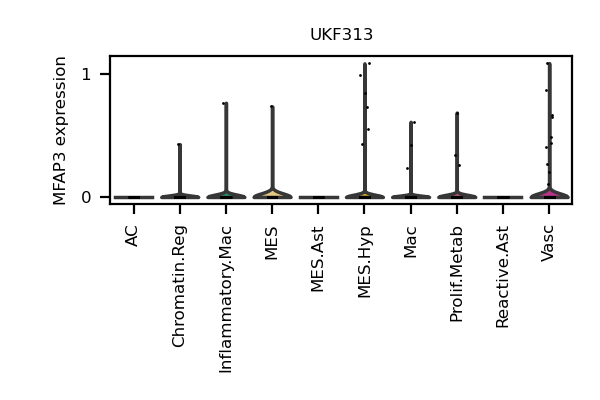 UKF313
MFAP3 expression
1
0
AC
Chromatin.Reg
Inflammatory.Mac
MES
MES.Ast
MES.Hyp
Mac
Prolif.Metab
Reactive.Ast
Vasc